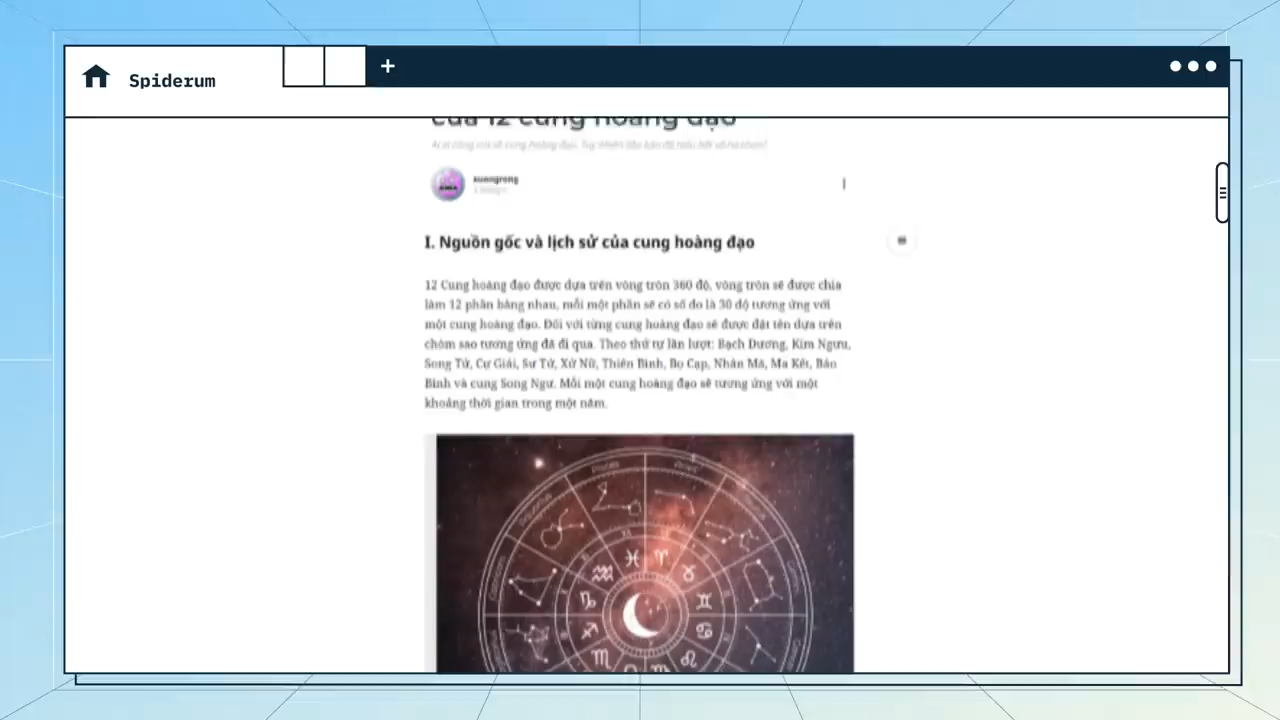 Spiderum
của 12 cung hoàng đạo
xuongrong
I. Nguồn gốc và lịch sử của cung hoàng đạo
12 Cung hoàng đạo được dựa trên vòng tròn 360 độ, vòng tròn sẽ được chia
làm 12 phần bằng nhau, mỗi một phần sẽ có số đo là 30 độ tương ứng với
một cung hoàng đạo. Đối với từng cung hoàng đạo sẽ được đặt tên dựa trên
chòm sao tương ứng đã đi qua. Theo thứ tự lần lượt: Bạch Dương, Kim Ngưu,
Song Tử, Cự Giải, Sư Tử, Xử Nữ, Thiên Bình, Bọ Cạp, Nhân Mã, Ma Kết, Bảo
Bình và cung Song Ngư. Mỗi một cung hoàng đạo sẽ tương ứng với một
khoảng thời gian trong một năm.